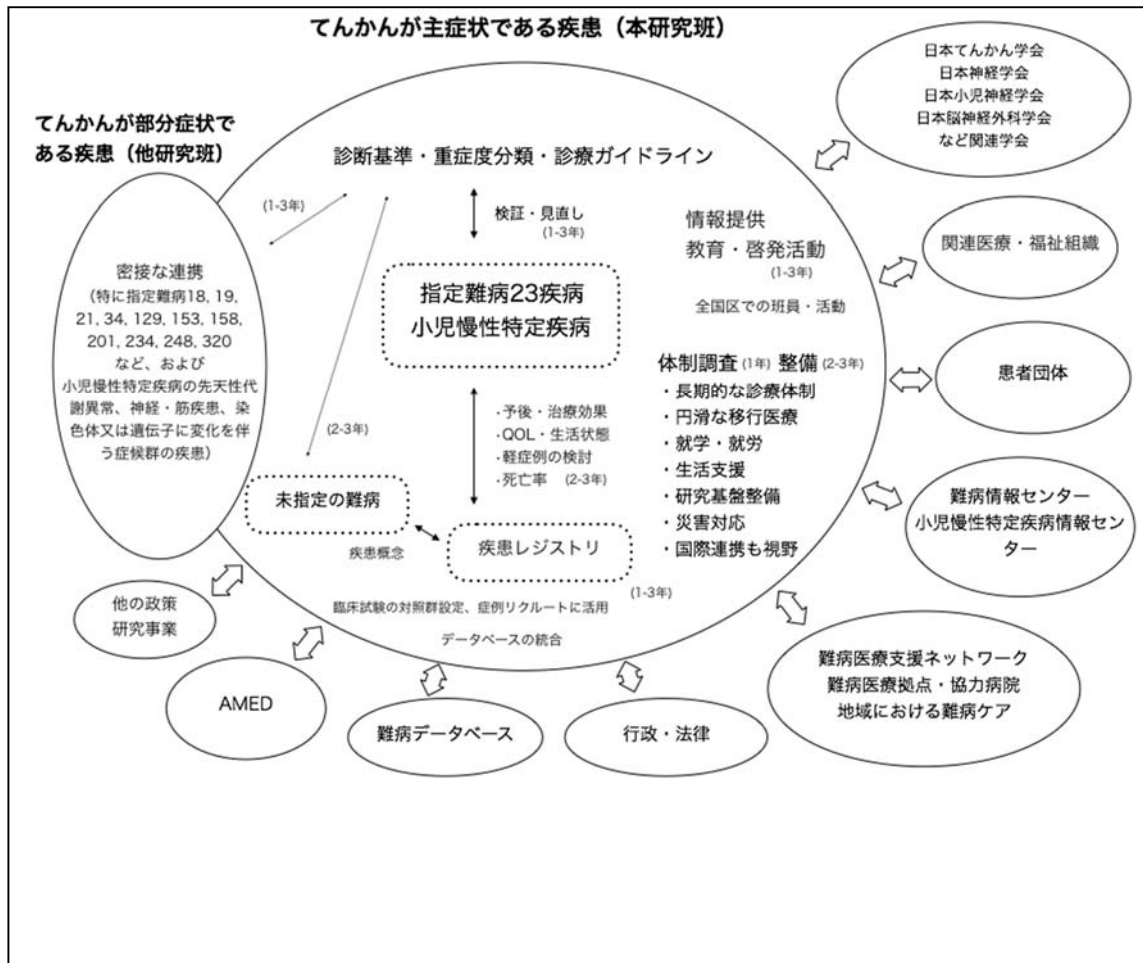 てんかんが主症状である疾患（本研究班）
てんかんが部分症状で
ある疾患（他研究班）
密接な連携
（特に指定難病18, 19,
21, 34, 129, 153, 158,
201, 234, 248, 320
など、および
小児慢性特定疾病の先天性代
謝異常、神経・筋疾患、染
色体又は遺伝子に変化を伴
う症候群の疾患）
診断基準・重症度分類・診療ガイドライン
(1-3年)
検証・見直し
(1-3年)
指定難病23疾病
小児慢性特定疾病
(2-3年)
・予後・治療効果
・QOL・生活状態
・軽症例の検討
・死亡率 (2-3年)
未指定の難病
疾患概念
疾患レジストリ
(1-3年)
臨床試験の対照群設定、症例リクルートに活用
データベースの統合
情報提供
教育・啓発活動
(1-3年)
全国区での班員・活動
体制調査 (1年) 整備 (2-3年)
・長期的な診療体制
・円滑な移行医療
・就学・就労
・生活支援
・研究基盤整備
・災害対応
・国際連携も視野
日本てんかん学会
日本神経学会
日本小児神経学会
日本脳神経外科学会
など関連学会
関連医療・福祉組織
患者団体
難病情報センター
小児慢性特定疾病情報セン
ター
難病医療支援ネットワーク
難病医療拠点・協力病院
地域における難病ケア
行政・法律
難病データベース
AMED
他の政策
研究事業